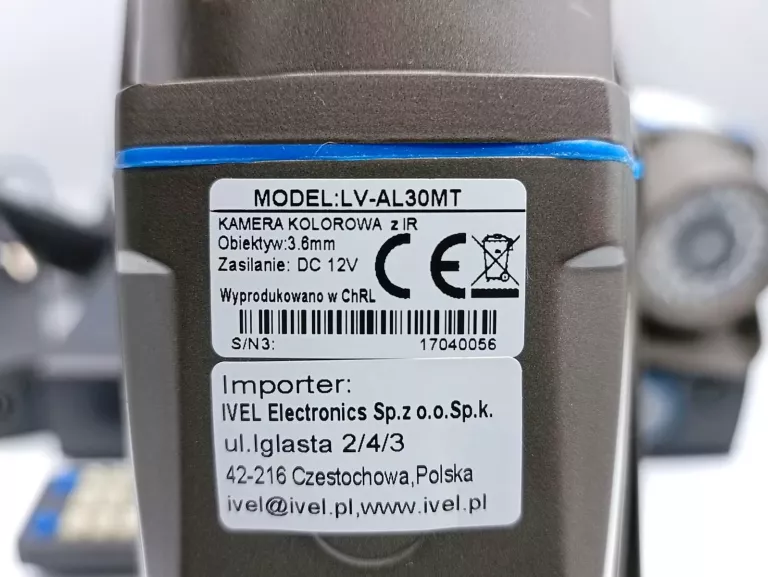 MODEL:LV-AL30MT
KAMERA KOLOROWA z IR
Obiektyw:3.6mm
Zasilanie: DC 12V
CE
Wyprodukowano w ChRL
S/N3: 17040056
Importer:
IVEL Electronics Sp.z o.o.Sp.k.
ul.Iglasta 2/4/3
42-216 Czestochowa,Polska
ivel@ivel.pl,www.ivel.pl